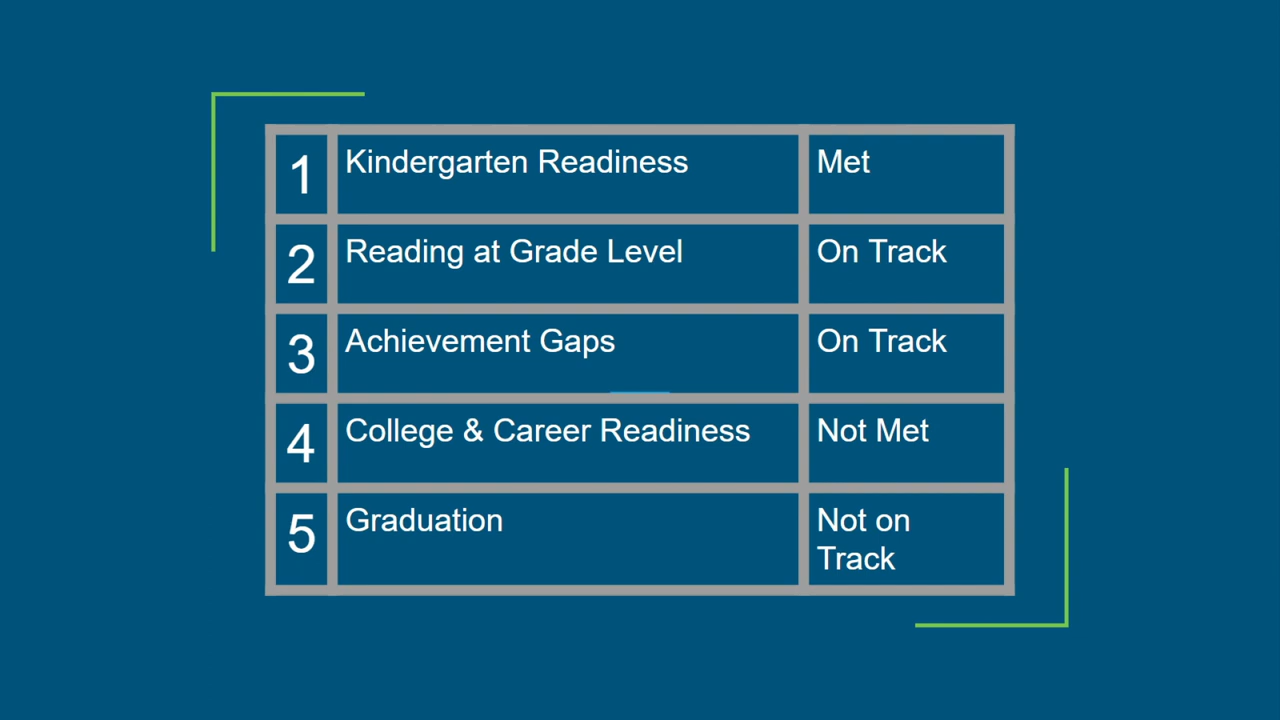 1 Kindergarten Readiness Met
2 Reading at Grade Level On Track
3 Achievement Gaps On Track
4 College & Career Readiness Not Met
5 Graduation Not on
Track